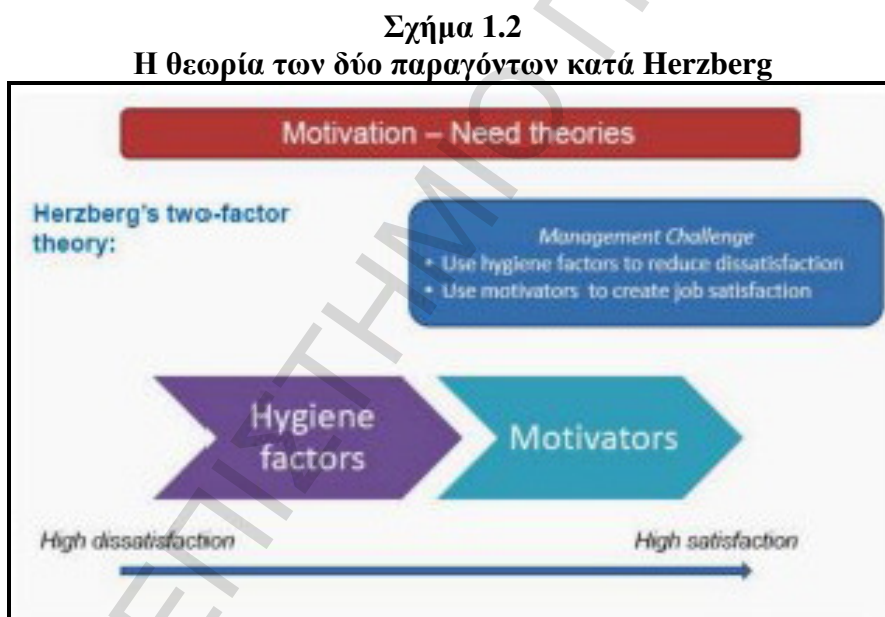 Σχήμα 1.2
Η θεωρία των δύο παραγόντων κατά Herzberg
Motivation – Need theories
Herzberg's two-factor
theory:
Management Challenge
• Use hygiene factors to reduce dissatisfaction
• Use motivators to create job satisfaction
Hygiene
factors
Motivators
High dissatisfaction
High satisfaction